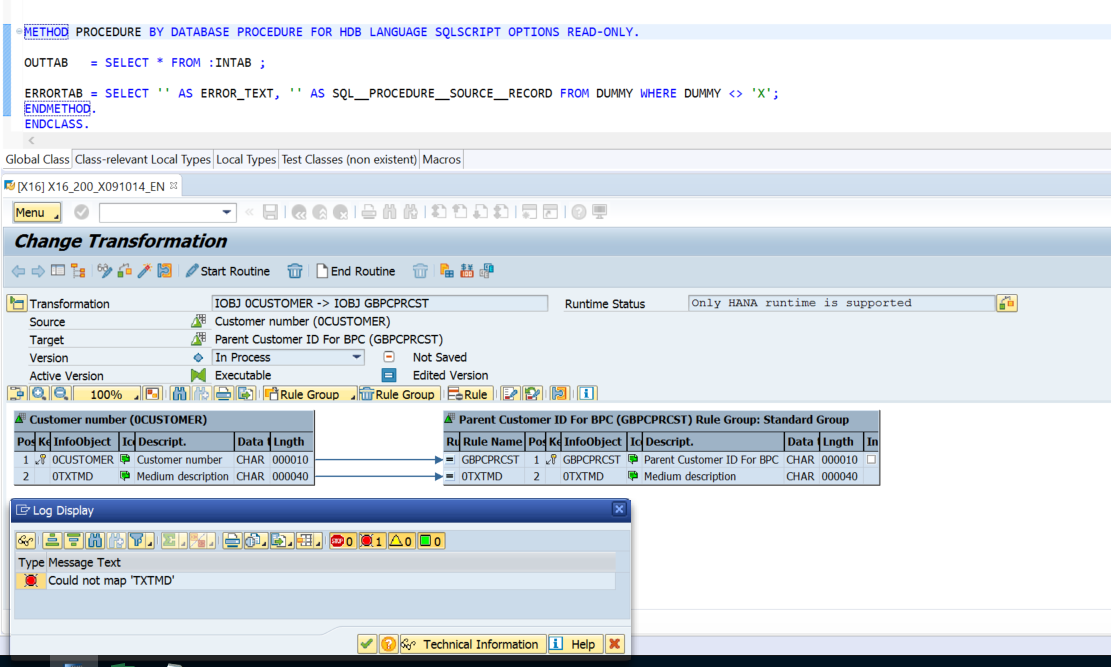 METHOD PROCEDURE BY DATABASE PROCEDURE FOR HDB LANGUAGE SQLSCRIPT OPTIONS READ-ONLY.
OUTTAB = SELECT * FROM :INTAB ;
ERRORTAB = SELECT '' AS ERROR_TEXT, '' AS SQL__PROCEDURE__SOURCE__RECORD FROM DUMMY WHERE DUMMY <> 'X';
ENDMETHOD.
ENDCLASS.
Global Class Class-relevant Local Types Local Types Test Classes (non existent) Macros
[X16] X16_200_X091014_EN
Menu
Change Transformation
Start Routine End Routine
Transformation IOBJ 0CUSTOMER -> IOBJ GBPCPRCST Runtime Status Only HANA runtime is supported
Source Customer number (0CUSTOMER)
Target Parent Customer ID For BPC (GBPCPRCST)
Version In Process Not Saved
Active Version Executable Edited Version
100% Rule Group Rule Group Rule
Customer number (0CUSTOMER) Parent Customer ID For BPC (GBPCPRCST) Rule Group: Standard Group
Pos Ke InfoObject Ic Descript. Data Lngth Ru Rule Name Pos Ke InfoObject Ic Descript. Data Lngth In
1 0CUSTOMER Customer number CHAR 000010 = GBPCPRCST 1 GBPCPRCST Parent Customer ID For BPC CHAR 000010
2 0TXTMD Medium description CHAR 000040 = 0TXTMD 2 0TXTMD Medium description CHAR 000040
Log Display
STOP 0 1 0 0
Type Message Text
Could not map 'TXTMD'
Technical Information Help